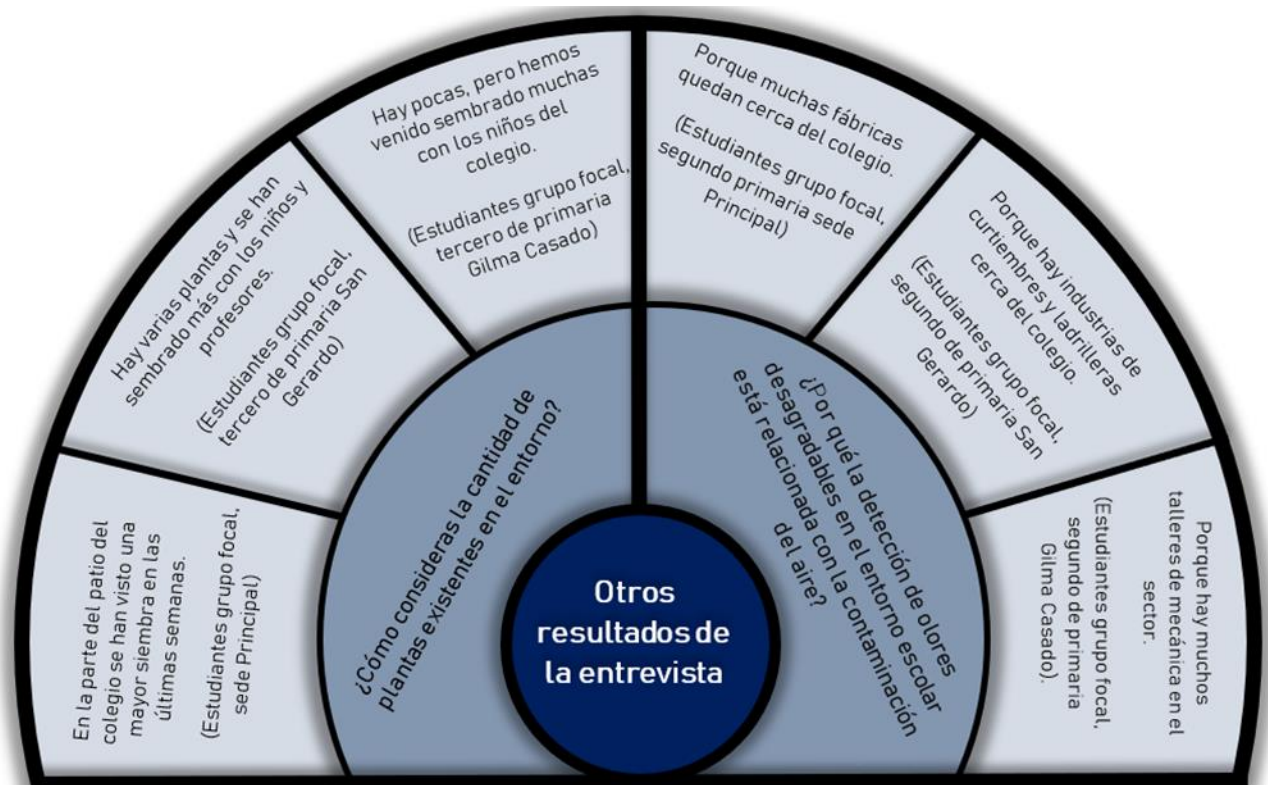 Otros
resultados de
la entrevista
¿Cómo consideras la cantidad de
plantas existentes en el entorno?
En la parte del patio del
colegio se han visto una
mayor siembra en las
últimas semanas.
(Estudiantes grupo focal,
sede Principal)
Hay varias plantas y se han
sembrado más con los niños y
profesores.
(Estudiantes grupo focal,
tercero de primaria San
Gerardo)
Hay pocas, pero hemos
venido sembrado muchas
con los niños del
colegio.
(Estudiantes grupo focal,
tercero de primaria
Gilma Casado)
¿Por qué la detección de olores
desagradables en el entorno escolar
está relacionada con la contaminación
del aire?
Porque muchas fábricas
quedan cerca del colegio.
(Estudiantes grupo focal,
segundo primaria sede
Principal)
Porque hay industrias de
curtiembres y ladrilleras
cerca del colegio.
(Estudiantes grupo focal,
segundo de primaria San
Gerardo)
Porque hay muchos
talleres de mecánica en el
sector.
(Estudiantes grupo focal,
segundo de primaria
Gilma Casado).